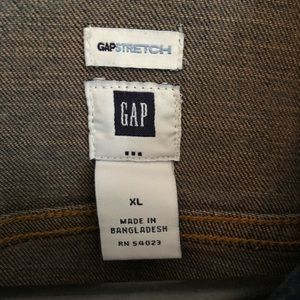 GAPSTRETCH
GAP
XL
MADE IN
BANGLADESH
RN 54023